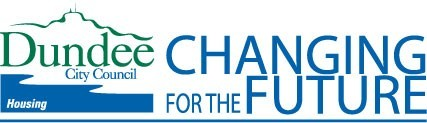 Dundee
City Council
Housing
CHANGING
FOR THE FUTURE